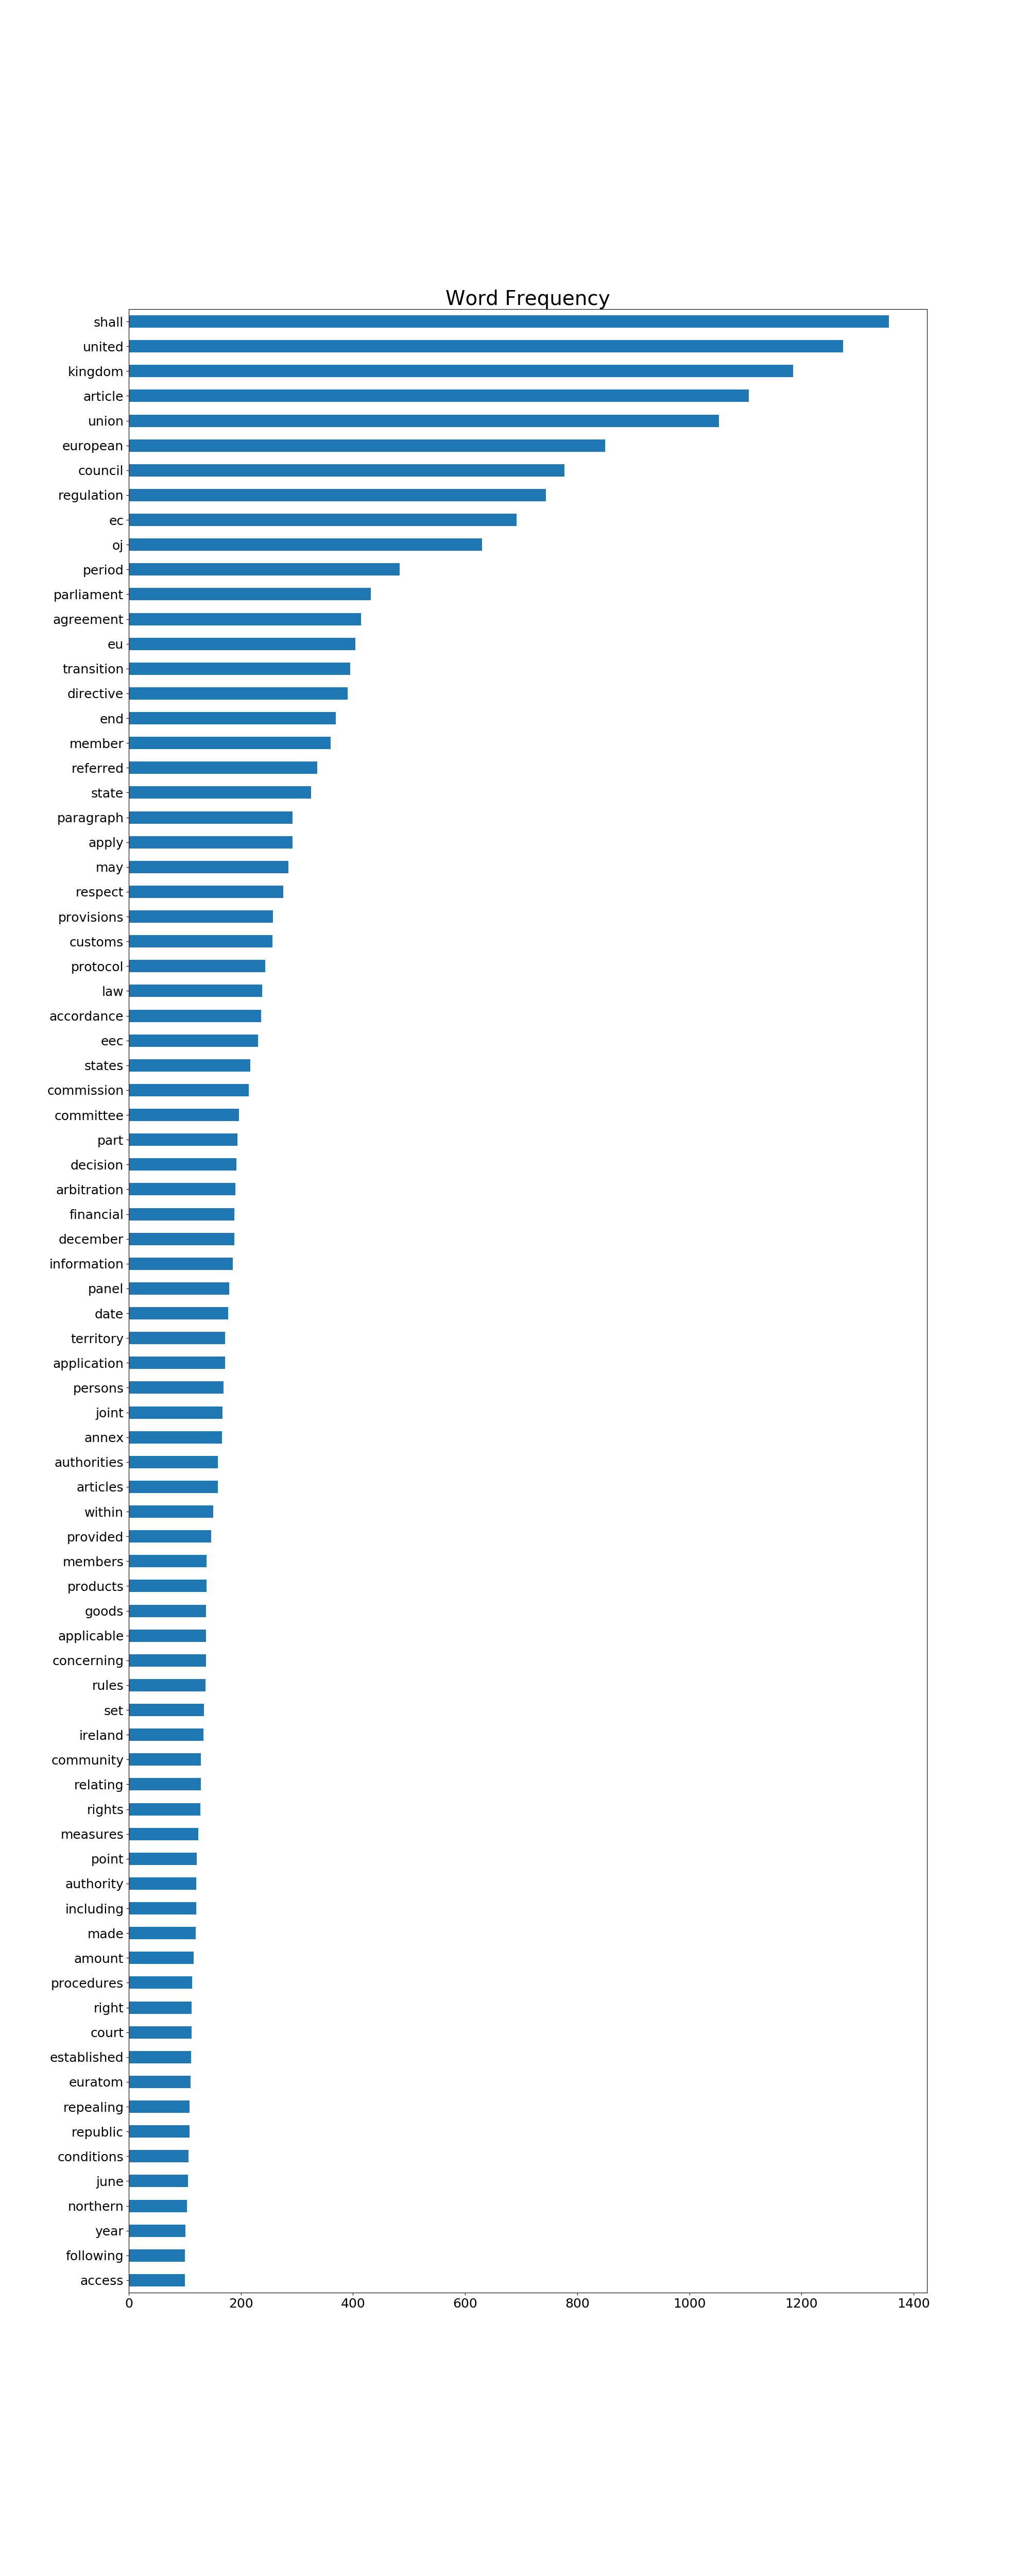 Word Frequency
shall
united
kingdom
article
union
european
council
regulation
ec
oj
period
parliament
agreement
eu
transition
directive
end
member
referred
state
paragraph
apply
may
respect
provisions
customs
protocol
law
accordance
eec
states
commission
committee
part
decision
arbitration
financial
december
information
panel
date
territory
application
persons
joint
annex
authorities
articles
within
provided
members
products
goods
applicable
concerning
rules
set
ireland
community
relating
rights
measures
point
authority
including
made
amount
procedures
right
court
established
euratom
repealing
republic
conditions
june
northern
year
following
access
0 200 400 600 800 1000 1200 1400